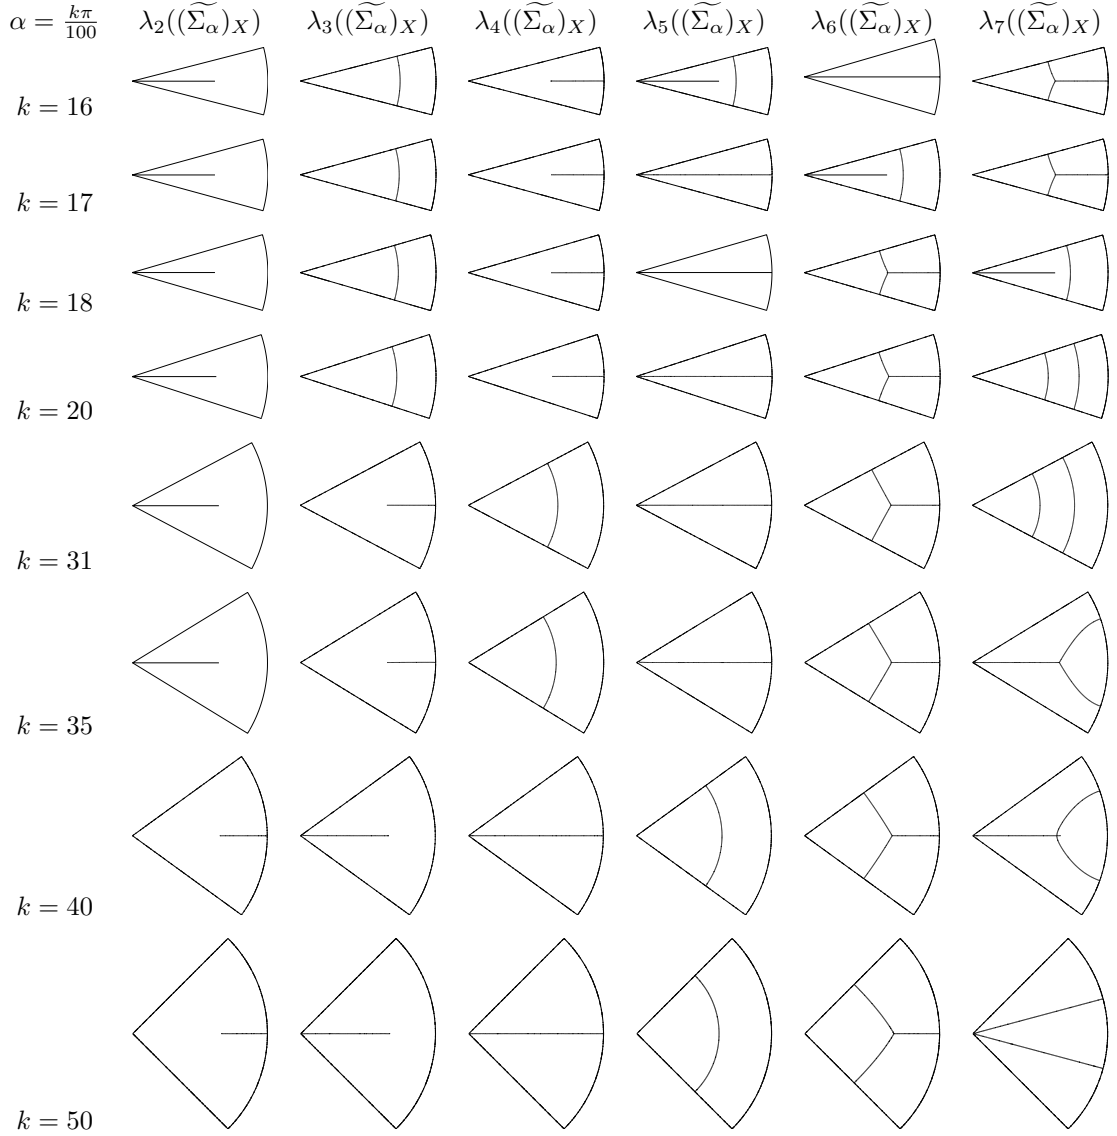 α = kπ/100 λ₂((Σ̃_α)_X) λ₃((Σ̃_α)_X) λ₄((Σ̃_α)_X) λ₅((Σ̃_α)_X) λ₆((Σ̃_α)_X) λ₇((Σ̃_α)_X)
k = 16
k = 17
k = 18
k = 20
k = 31
k = 35
k = 40
k = 50